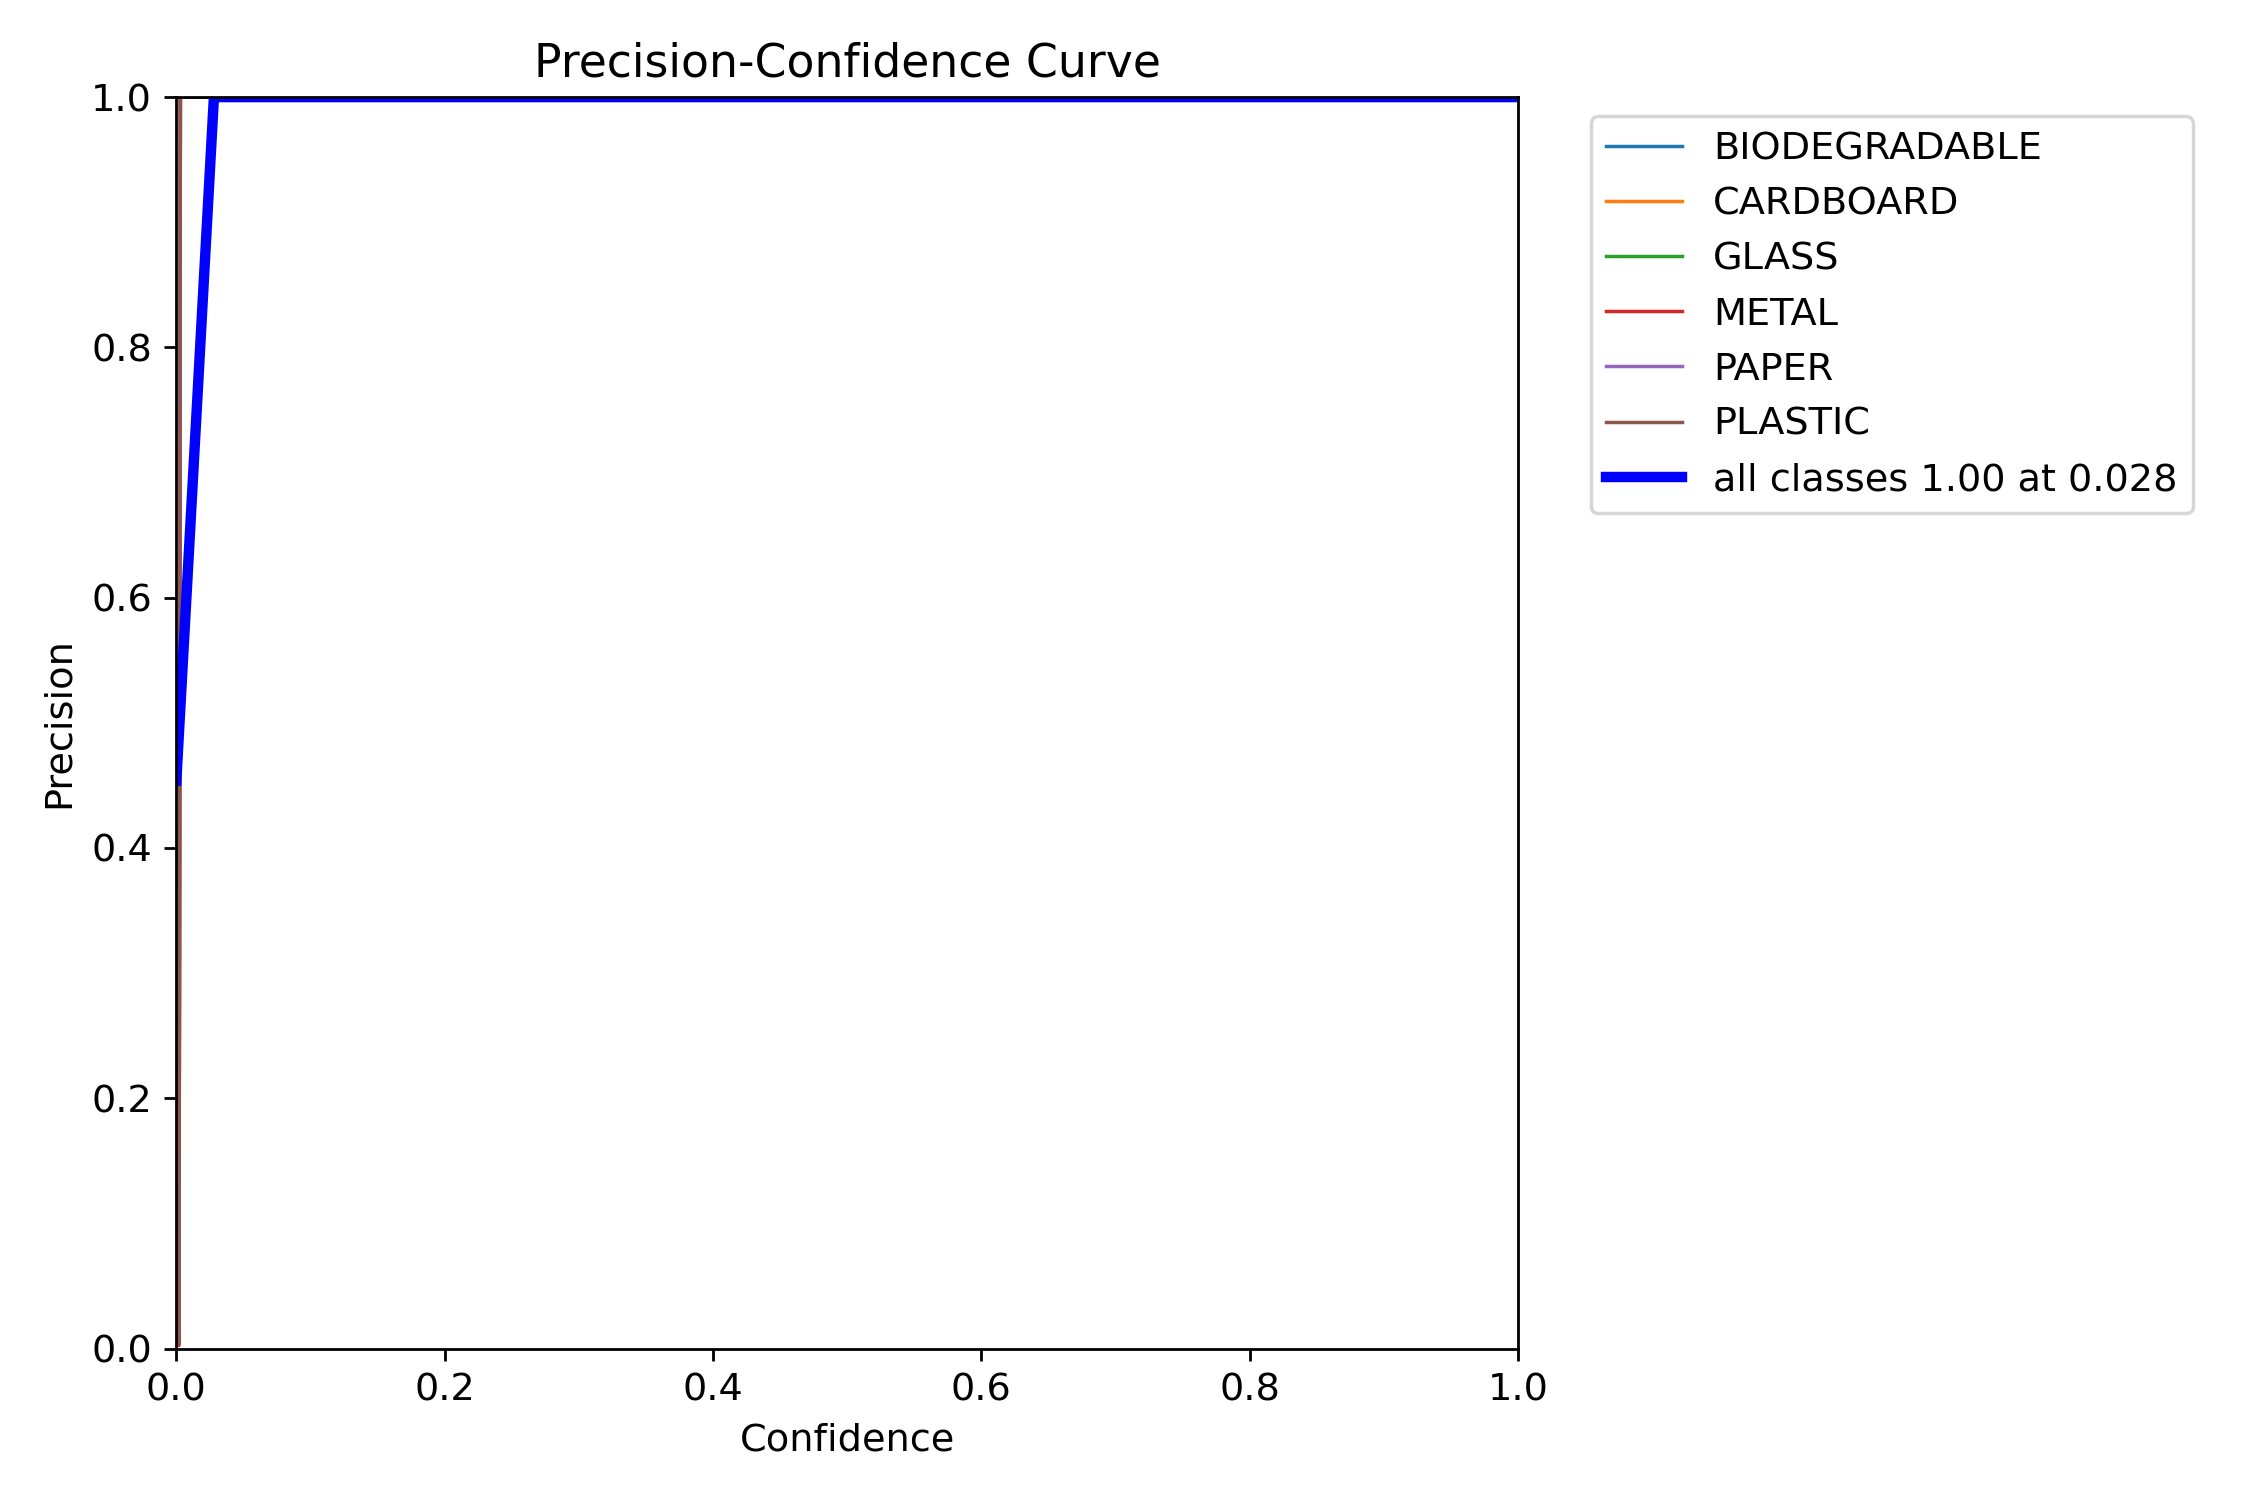 Precision-Confidence Curve
1.0
0.8
0.6
0.4
0.2
0.0
Precision
0.0 0.2 0.4 0.6 0.8 1.0
Confidence
BIODEGRADABLE
CARDBOARD
GLASS
METAL
PAPER
PLASTIC
all classes 1.00 at 0.028